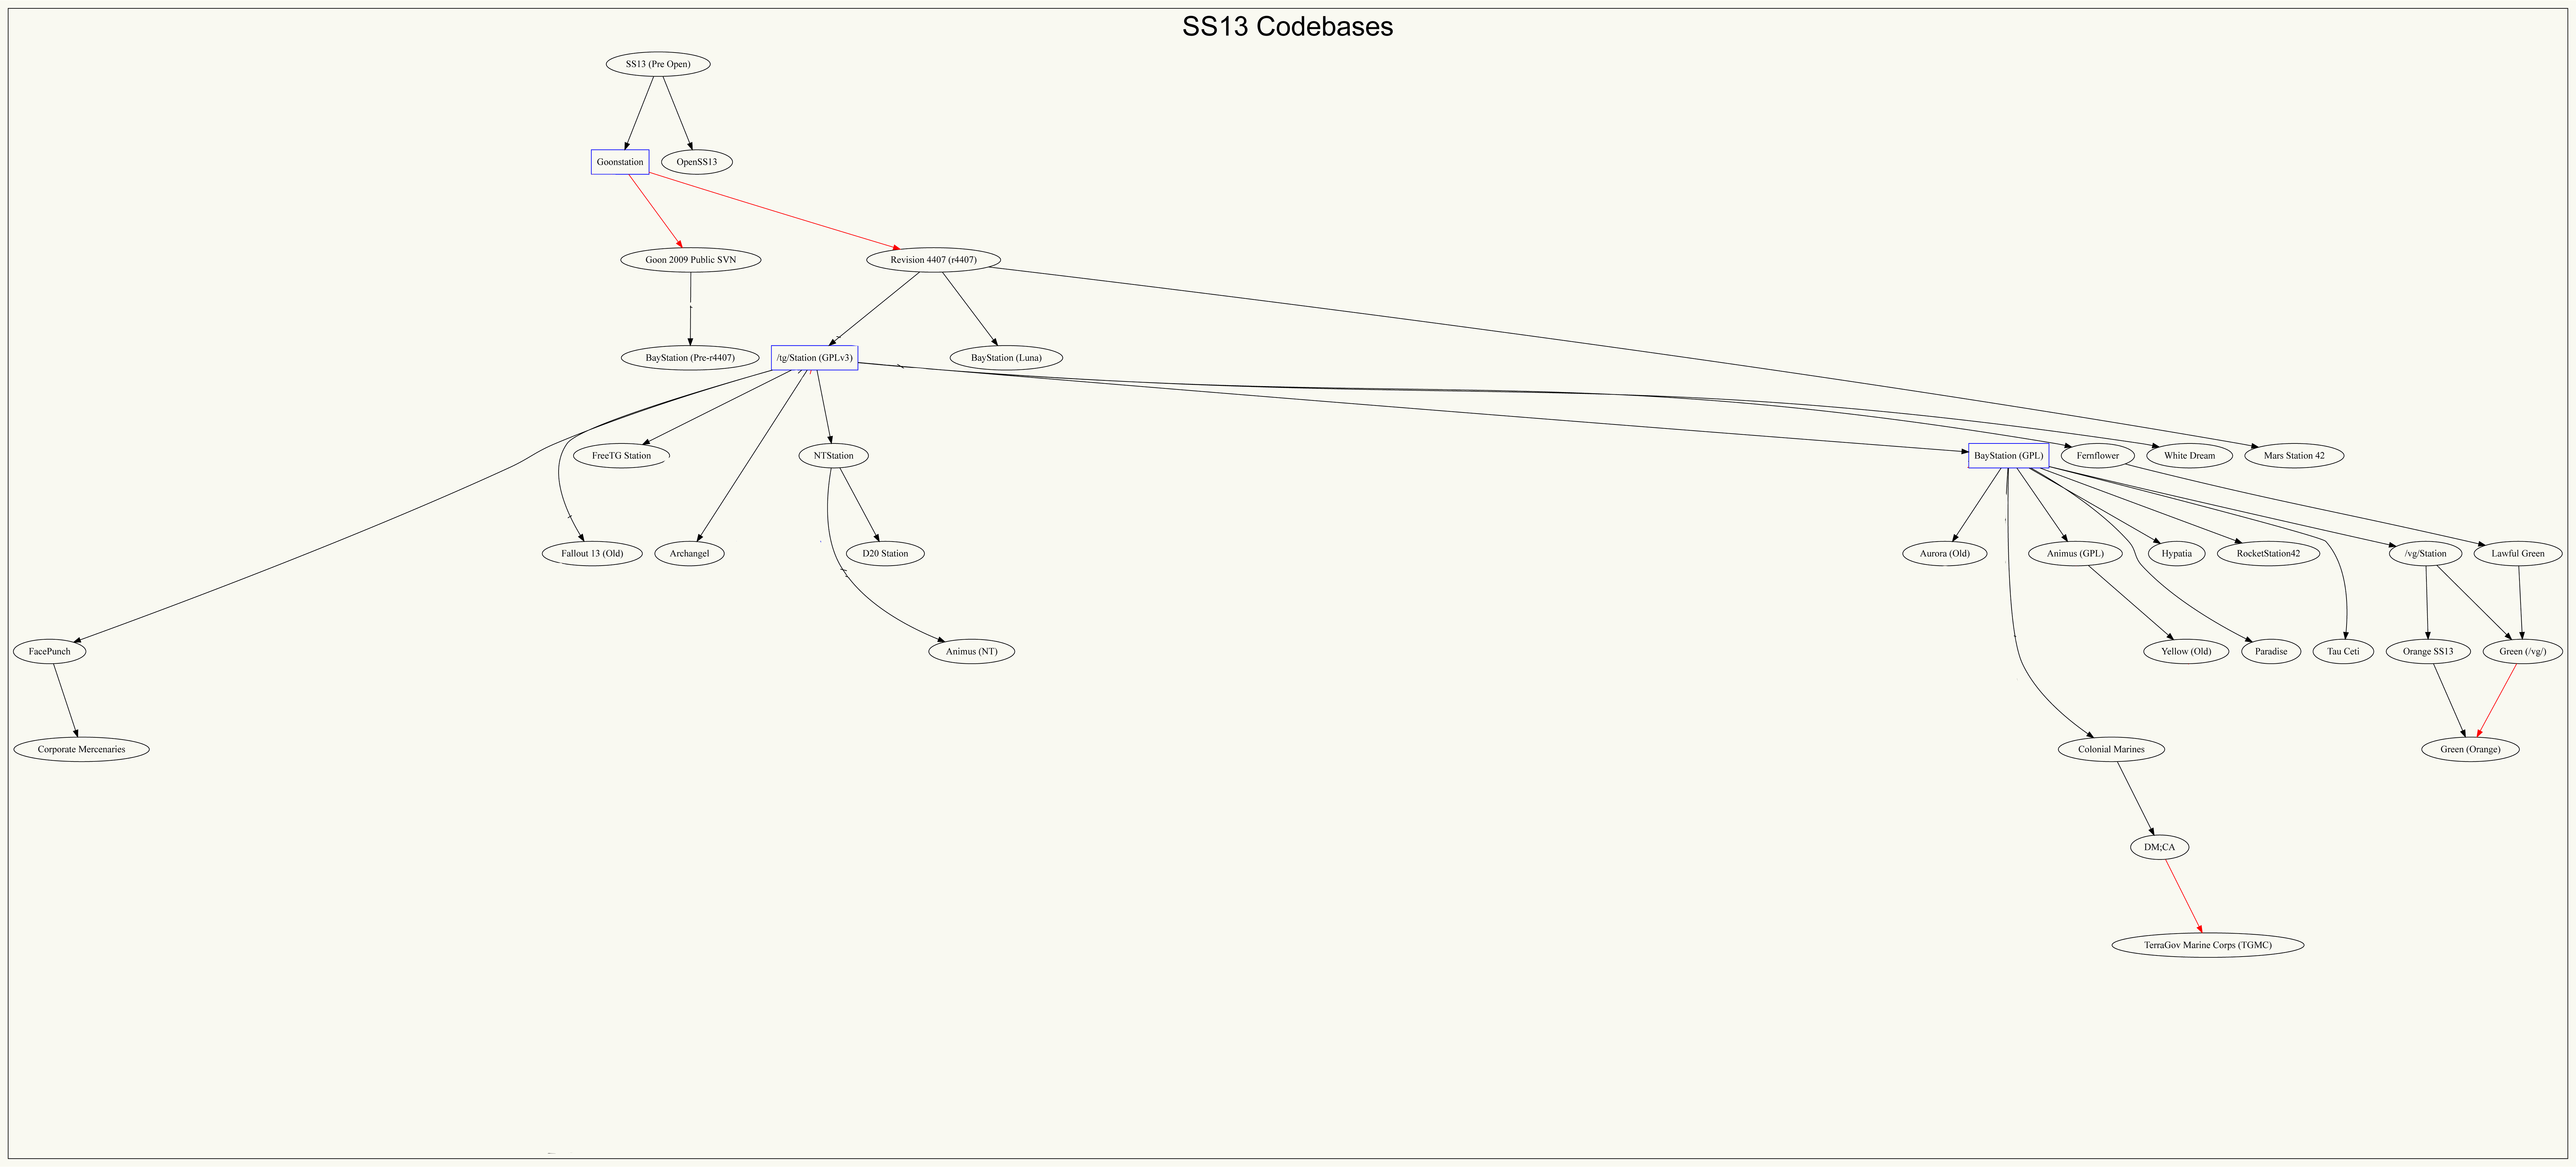 SS13 Codebases
SS13 (Pre Open)
Goonstation
OpenSS13
Goon 2009 Public SVN
Revision 4407 (r4407)
BayStation (Pre-r4407)
/tg/Station (GPLv3)
BayStation (Luna)
FreeTG Station
NTStation
BayStation (GPL)
Fernflower
White Dream
Mars Station 42
Fallout 13 (Old)
Archangel
D20 Station
Aurora (Old)
Animus (GPL)
Hypatia
RocketStation42
/vg/Station
Lawful Green
FacePunch
Animus (NT)
Yellow (Old)
Paradise
Tau Ceti
Orange SS13
Green (/vg/)
Corporate Mercenaries
Colonial Marines
Green (Orange)
DM;CA
TerraGov Marine Corps (TGMC)